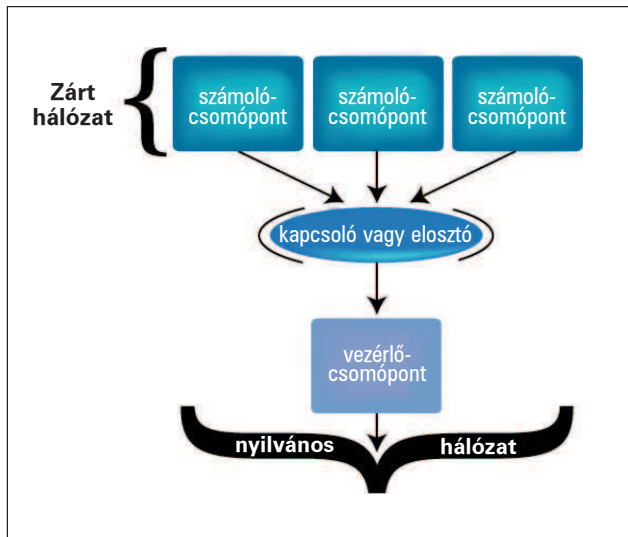 Zárt
hálózat
számoló-
csomópont
számoló-
csomópont
számoló-
csomópont
kapcsoló vagy elosztó
vezérlő-
csomópont
nyilvános
hálózat